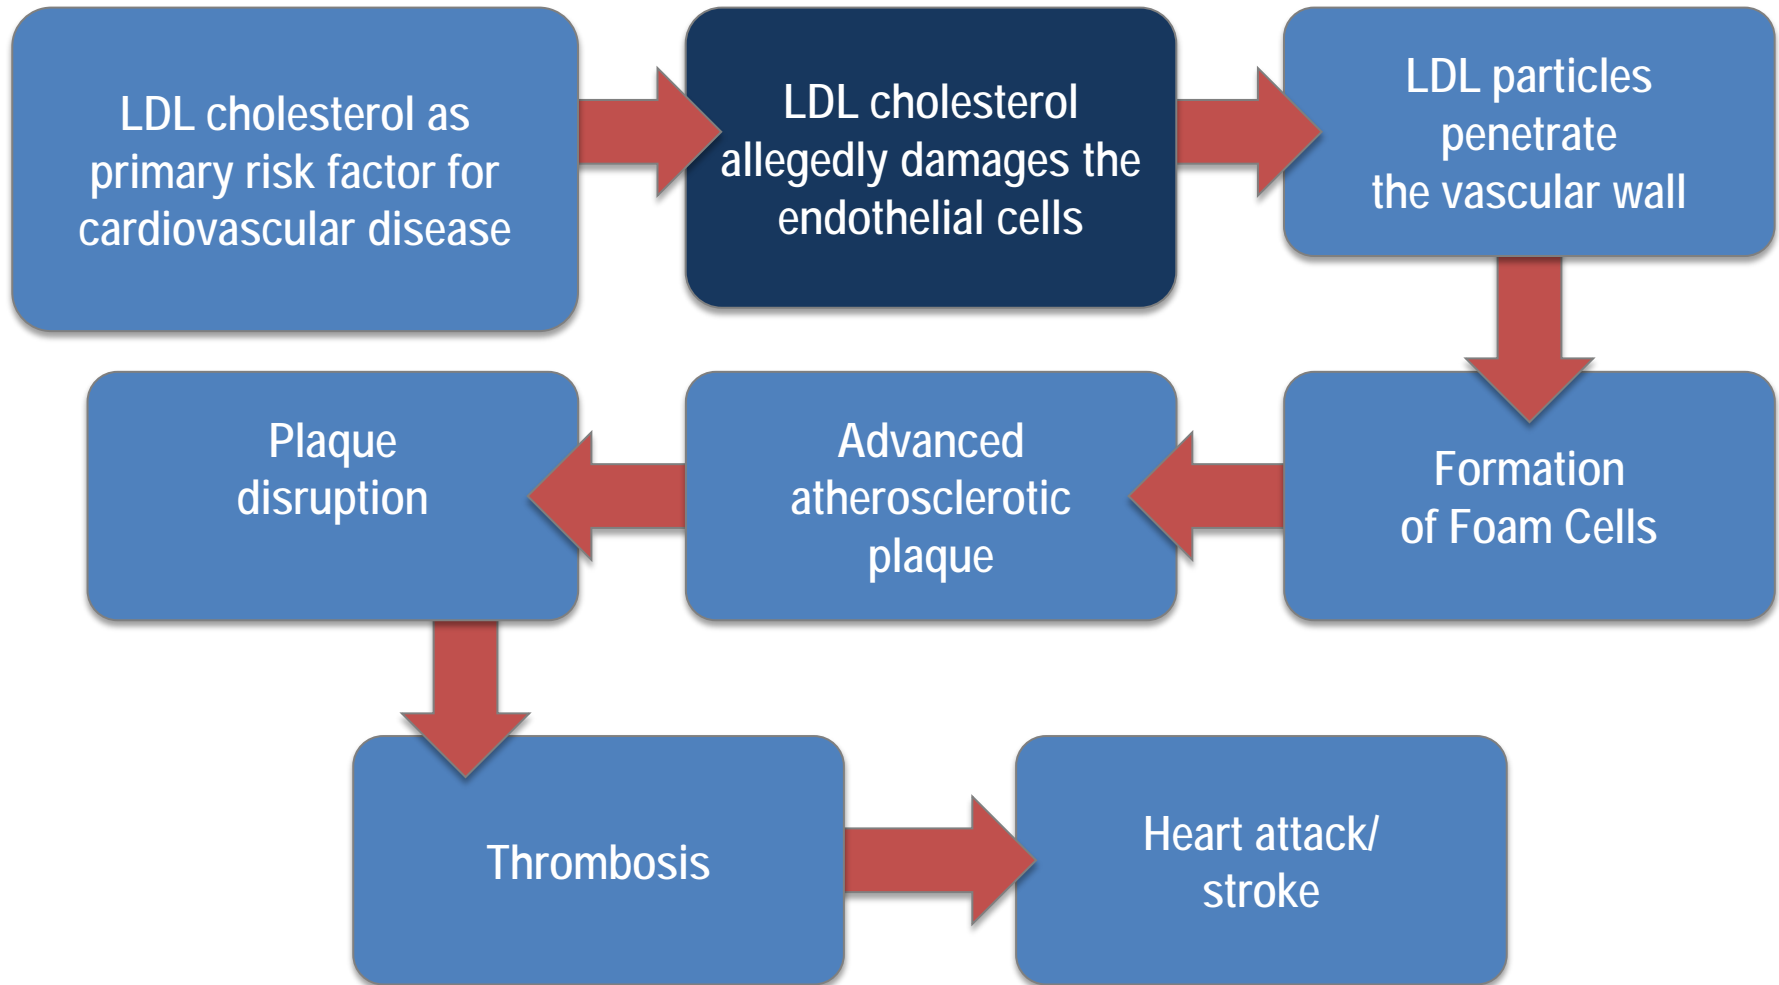 LDL cholesterol as
primary risk factor for
cardiovascular disease
LDL cholesterol
allegedly damages the
endothelial cells
LDL particles
penetrate
the vascular wall
Formation
of Foam Cells
Advanced
atherosclerotic
plaque
Plaque
disruption
Thrombosis
Heart attack/
stroke